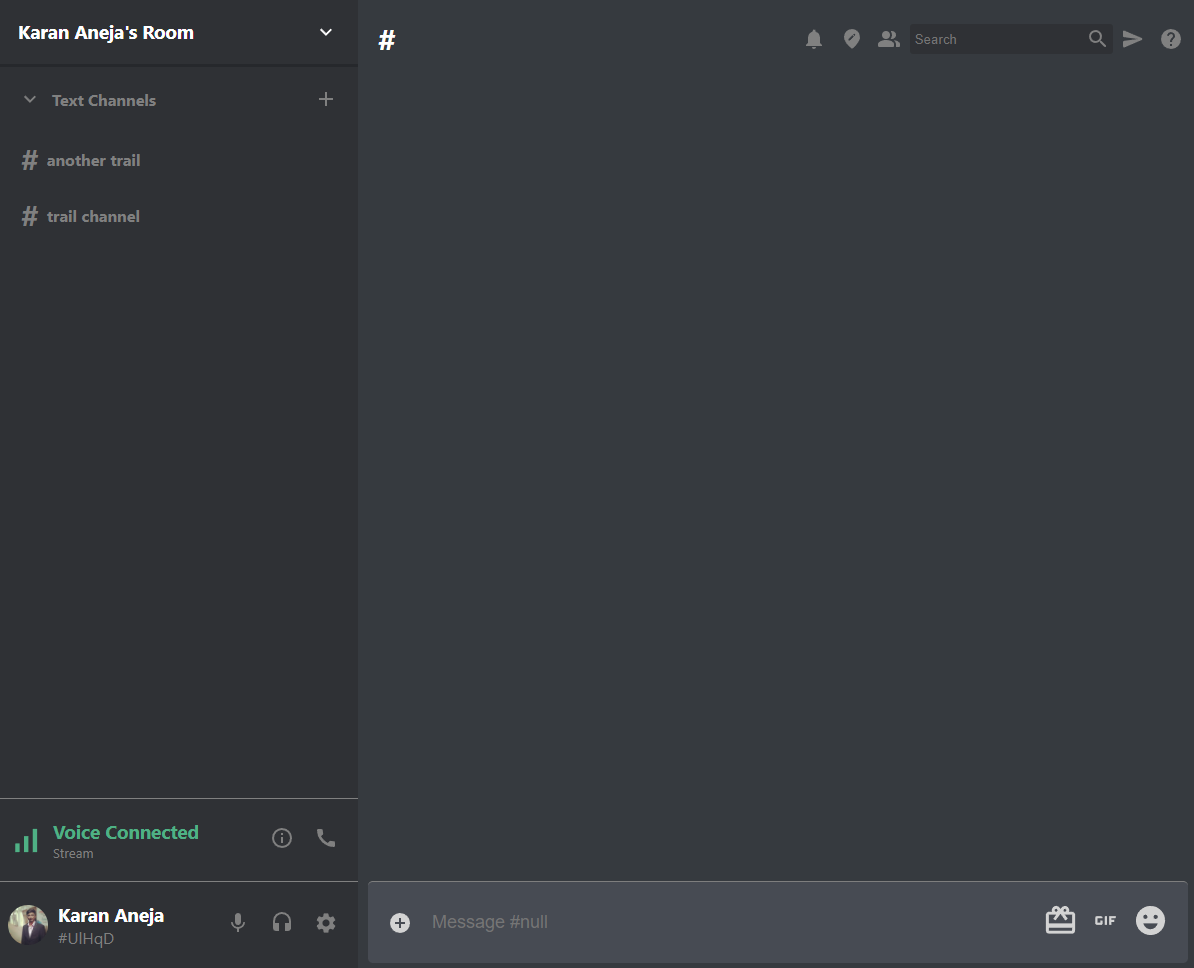 Karan Aneja's Room
Text Channels
# another trail
# trail channel
Voice Connected
Stream
Karan Aneja
#UlHqD
#
Search
Message #null
GIF